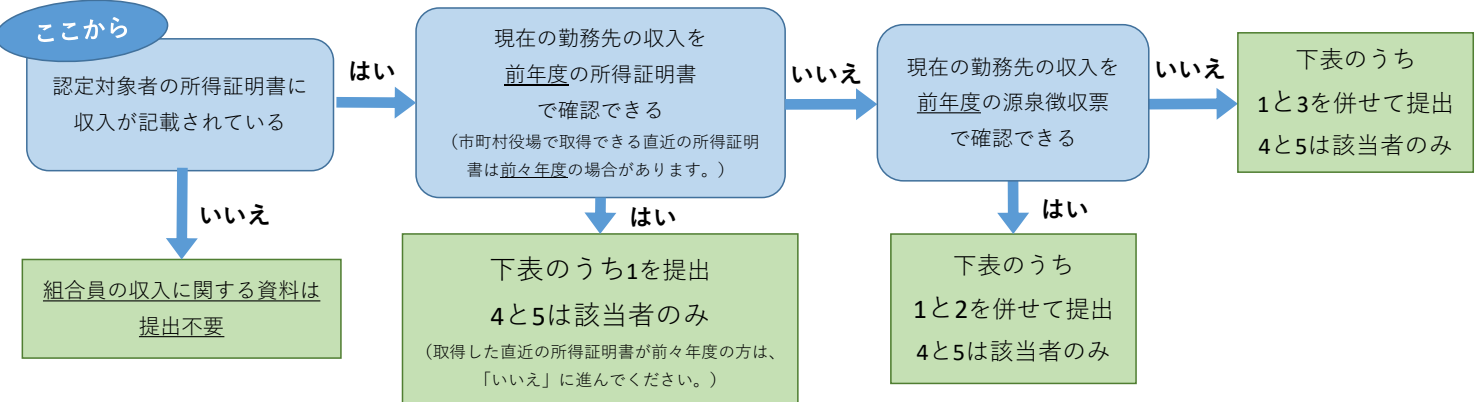 ここから
認定対象者の所得証明書に
収入が記載されている
はい
現在の勤務先の収入を
前年度の所得証明書
で確認できる
（市町村役場で取得できる直近の所得証明
書は前々年度の場合があります。）
いいえ
現在の勤務先の収入を
前年度の源泉徴収票
で確認できる
いいえ
下表のうち
1と3を併せて提出
4と5は該当者のみ
いいえ
組合員の収入に関する資料は
提出不要
はい
下表のうち1を提出
4と5は該当者のみ
（取得した直近の所得証明書が前々年度の方は、
「いいえ」に進んでください。）
はい
下表のうち
1と2を併せて提出
4と5は該当者のみ